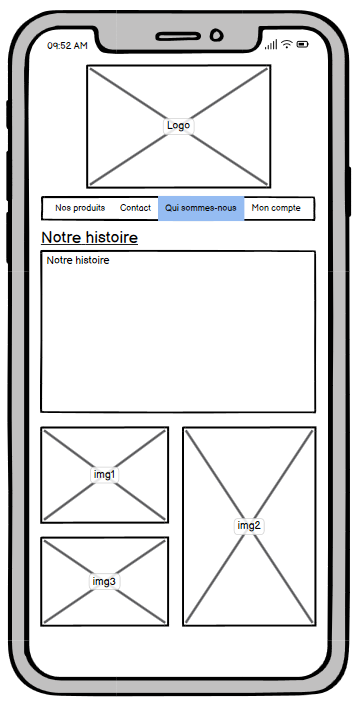 09:52 AM
Logo
Nos produits Contact Qui sommes-nous Mon compte
Notre histoire
Notre histoire
img1
img2
img3